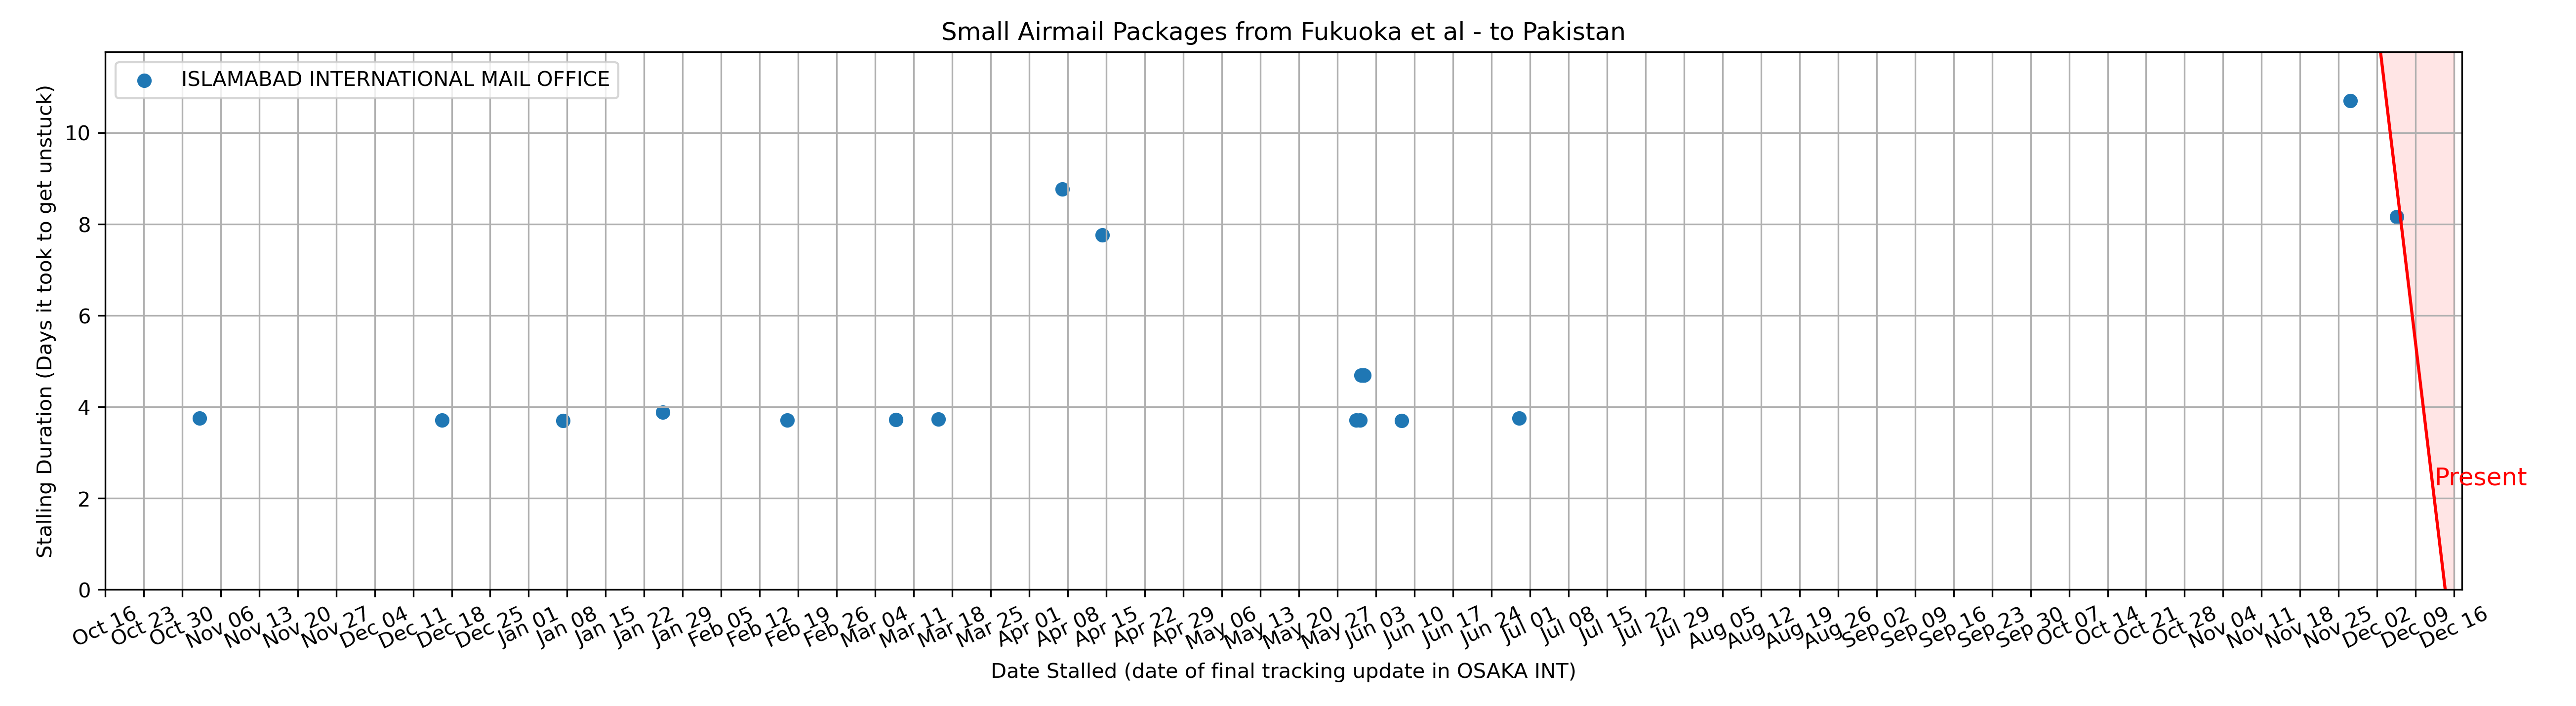 Small Airmail Packages from Fukuoka et al - to Pakistan
ISLAMABAD INTERNATIONAL MAIL OFFICE
Stalling Duration (Days it took to get unstuck)
10
8
6
4
2
0
Present
Oct 16
Oct 23
Oct 30
Nov 06
Nov 13
Nov 20
Nov 27
Dec 04
Dec 11
Dec 18
Dec 25
Jan 01
Jan 08
Jan 15
Jan 22
Jan 29
Feb 05
Feb 12
Feb 19
Feb 26
Mar 04
Mar 11
Mar 18
Mar 25
Apr 01
Apr 08
Apr 15
Apr 22
Apr 29
May 06
May 13
May 20
May 27
Jun 03
Jun 10
Jun 17
Jun 24
Jul 01
Jul 08
Jul 15
Jul 22
Jul 29
Aug 05
Aug 12
Aug 19
Aug 26
Sep 02
Sep 09
Sep 16
Sep 23
Sep 30
Oct 07
Oct 14
Oct 21
Oct 28
Nov 04
Nov 11
Nov 18
Nov 25
Dec 02
Dec 09
Dec 16
Date Stalled (date of final tracking update in OSAKA INT)